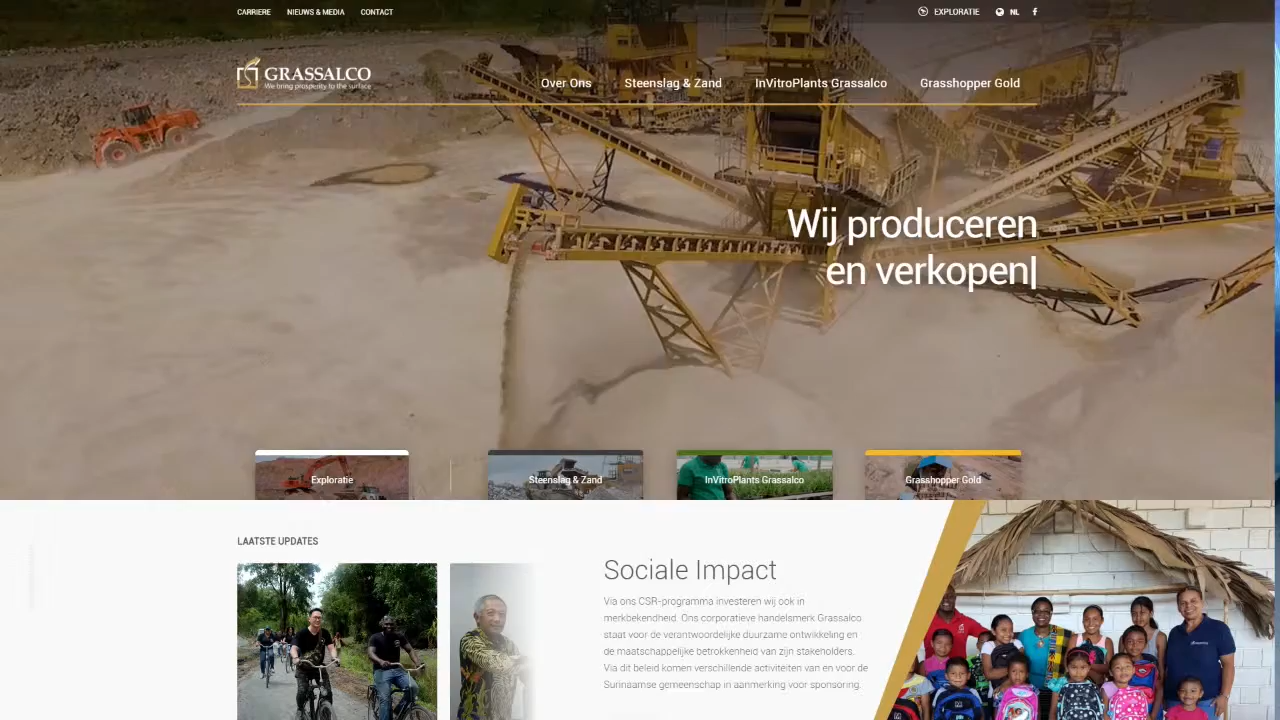 CARRIERE NIEUWS & MEDIA CONTACT EXPLORATIE NL
GRASSALCO
We bring prosperity to the surface
Over Ons Steenslag & Zand InVitroPlants Grassalco Grasshopper Gold
Wij produceren
en verkopen|
Exploratie Steenslag & Zand InVitroPlants Grassalco Grasshopper Gold
LAATSTE UPDATES
Sociale Impact
Via ons CSR-programma investeren wij ook in
merkbekendheid. Ons corporatieve handelsmerk Grassalco
staat voor de verantwoordelijke duurzame ontwikkeling en
de maatschappelijke betrokkenheid van zijn stakeholders.
Via dit beleid komen verschillende activiteiten van en voor de
Surinaamse gemeenschap in aanmerking voor sponsoring.